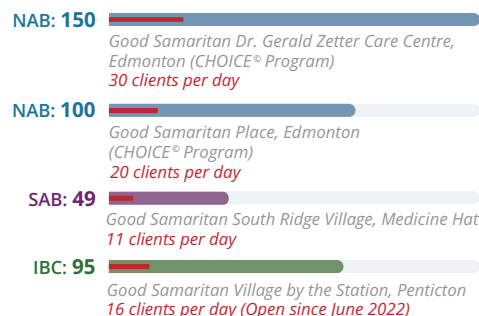 NAB: 150
Good Samaritan Dr. Gerald Zetter Care Centre,
Edmonton (CHOICE© Program)
30 clients per day
NAB: 100
Good Samaritan Place, Edmonton
(CHOICE© Program)
20 clients per day
SAB: 49
Good Samaritan South Ridge Village, Medicine Hat
11 clients per day
IBC: 95
Good Samaritan Village by the Station, Penticton
16 clients per day (Open since June 2022)